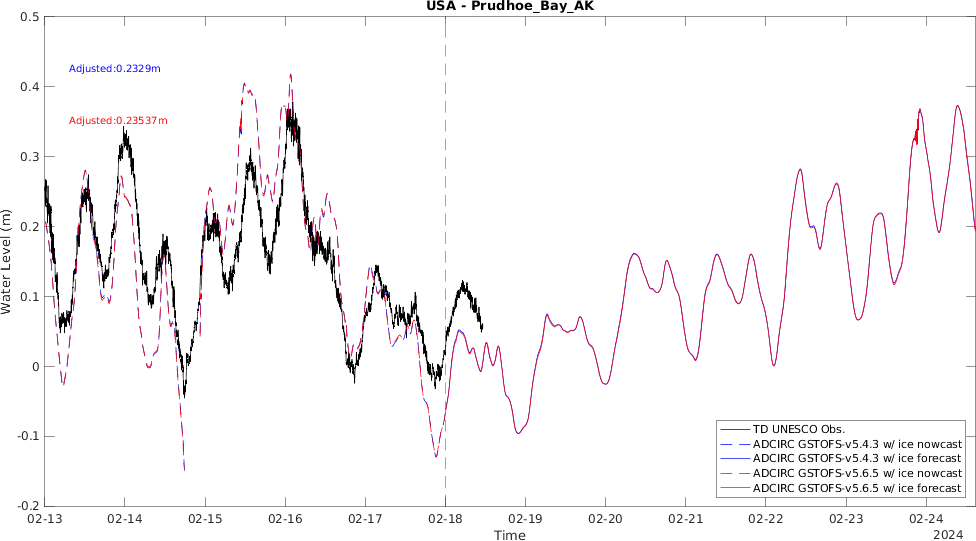 USA - Prudhoe_Bay_AK
0.5
Adjusted:0.2329m
0.4
Adjusted:0.23537m
0.3
0.2
Water Level (m)
0.1
0
-0.1
-0.2
TD UNESCO Obs.
ADCIRC GSTOFS-v5.4.3 w/ ice nowcast
ADCIRC GSTOFS-v5.4.3 w/ ice forecast
ADCIRC GSTOFS-v5.6.5 w/ ice nowcast
ADCIRC GSTOFS-v5.6.5 w/ ice forecast
02-13 02-14 02-15 02-16 02-17 02-18 02-19 02-20 02-21 02-22 02-23 02-24
Time
2024